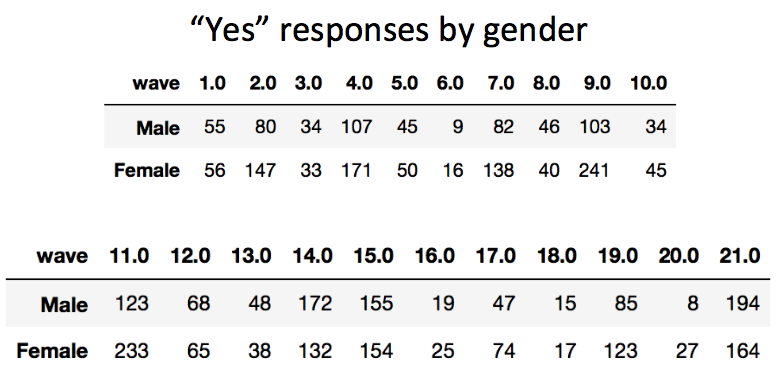 “Yes” responses by gender
wave 1.0 2.0 3.0 4.0 5.0 6.0 7.0 8.0 9.0 10.0
Male 55 80 34 107 45 9 82 46 103 34
Female 56 147 33 171 50 16 138 40 241 45
wave 11.0 12.0 13.0 14.0 15.0 16.0 17.0 18.0 19.0 20.0 21.0
Male 123 68 48 172 155 19 47 15 85 8 194
Female 233 65 38 132 154 25 74 17 123 27 164